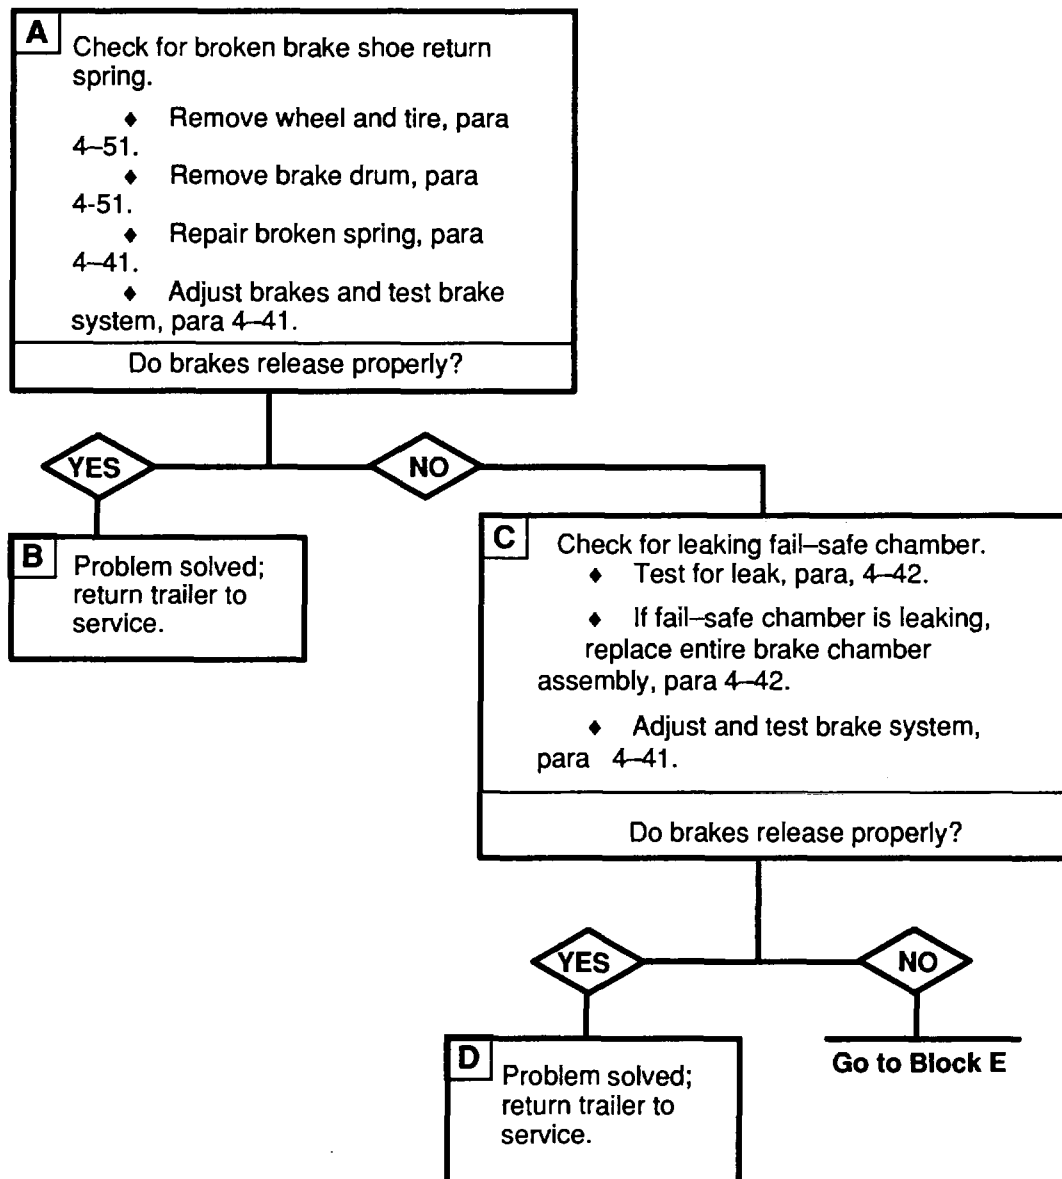 A
Check for broken brake shoe return
spring.
♦ Remove wheel and tire, para
4–51.
♦ Remove brake drum, para
4-51.
♦ Repair broken spring, para
4–41.
♦ Adjust brakes and test brake
system, para 4–41.
Do brakes release properly?
YES
NO
B
Problem solved;
return trailer to
service.
C
Check for leaking fail–safe chamber.
♦ Test for leak, para, 4–42.
♦ If fail–safe chamber is leaking,
replace entire brake chamber
assembly, para 4–42.
♦ Adjust and test brake system,
para 4–41.
Do brakes release properly?
YES
NO
D
Problem solved;
return trailer to
service.
Go to Block E